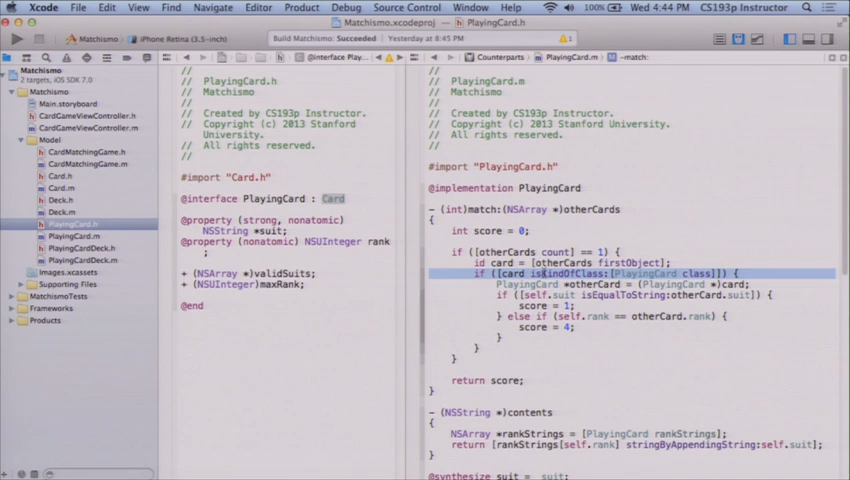 Xcode File Edit View Find Navigate Editor Product Debug Source Control Window Help 100% Wed 4:44 PM CS193p Instructor
Matchismo.xcodeproj — PlayingCard.h
Matchismo iPhone Retina (3.5-inch)
Build Matchismo: Succeeded Yesterday at 8:45 PM 1
@interface Play... Counterparts PlayingCard.m -match:
Matchismo
2 targets, iOS SDK 7.0
Matchismo
Main.storyboard
CardGameViewController.h
CardGameViewController.m
Model
CardMatchingGame.h
CardMatchingGame.m
Card.h
Card.m
Deck.h
Deck.m
PlayingCard.h
PlayingCard.m
PlayingCardDeck.h
PlayingCardDeck.m
Images.xcassets
Supporting Files
MatchismoTests
Frameworks
Products
//
// PlayingCard.h
// Matchismo
//
// Created by CS193p Instructor.
// Copyright (c) 2013 Stanford
University.
// All rights reserved.
//
#import "Card.h"
@interface PlayingCard : Card
@property (strong, nonatomic)
NSString *suit;
@property (nonatomic) NSUInteger rank
;
+ (NSArray *)validSuits;
+ (NSUInteger)maxRank;
@end
//
// PlayingCard.m
// Matchismo
//
// Created by CS193p Instructor.
// Copyright (c) 2013 Stanford University.
// All rights reserved.
//
#import "PlayingCard.h"
@implementation PlayingCard
- (int)match:(NSArray *)otherCards
{
int score = 0;
if ([otherCards count] == 1) {
id card = [otherCards firstObject];
if ([card isKindOfClass:[PlayingCard class]]) {
PlayingCard *otherCard = (PlayingCard *)card;
if ([self.suit isEqualToString:otherCard.suit]) {
score = 1;
} else if (self.rank == otherCard.rank) {
score = 4;
}
}
}
return score;
}
- (NSString *)contents
{
NSArray *rankStrings = [PlayingCard rankStrings];
return [rankStrings[self.rank] stringByAppendingString:self.suit];
}
@synthesize suit = _suit;